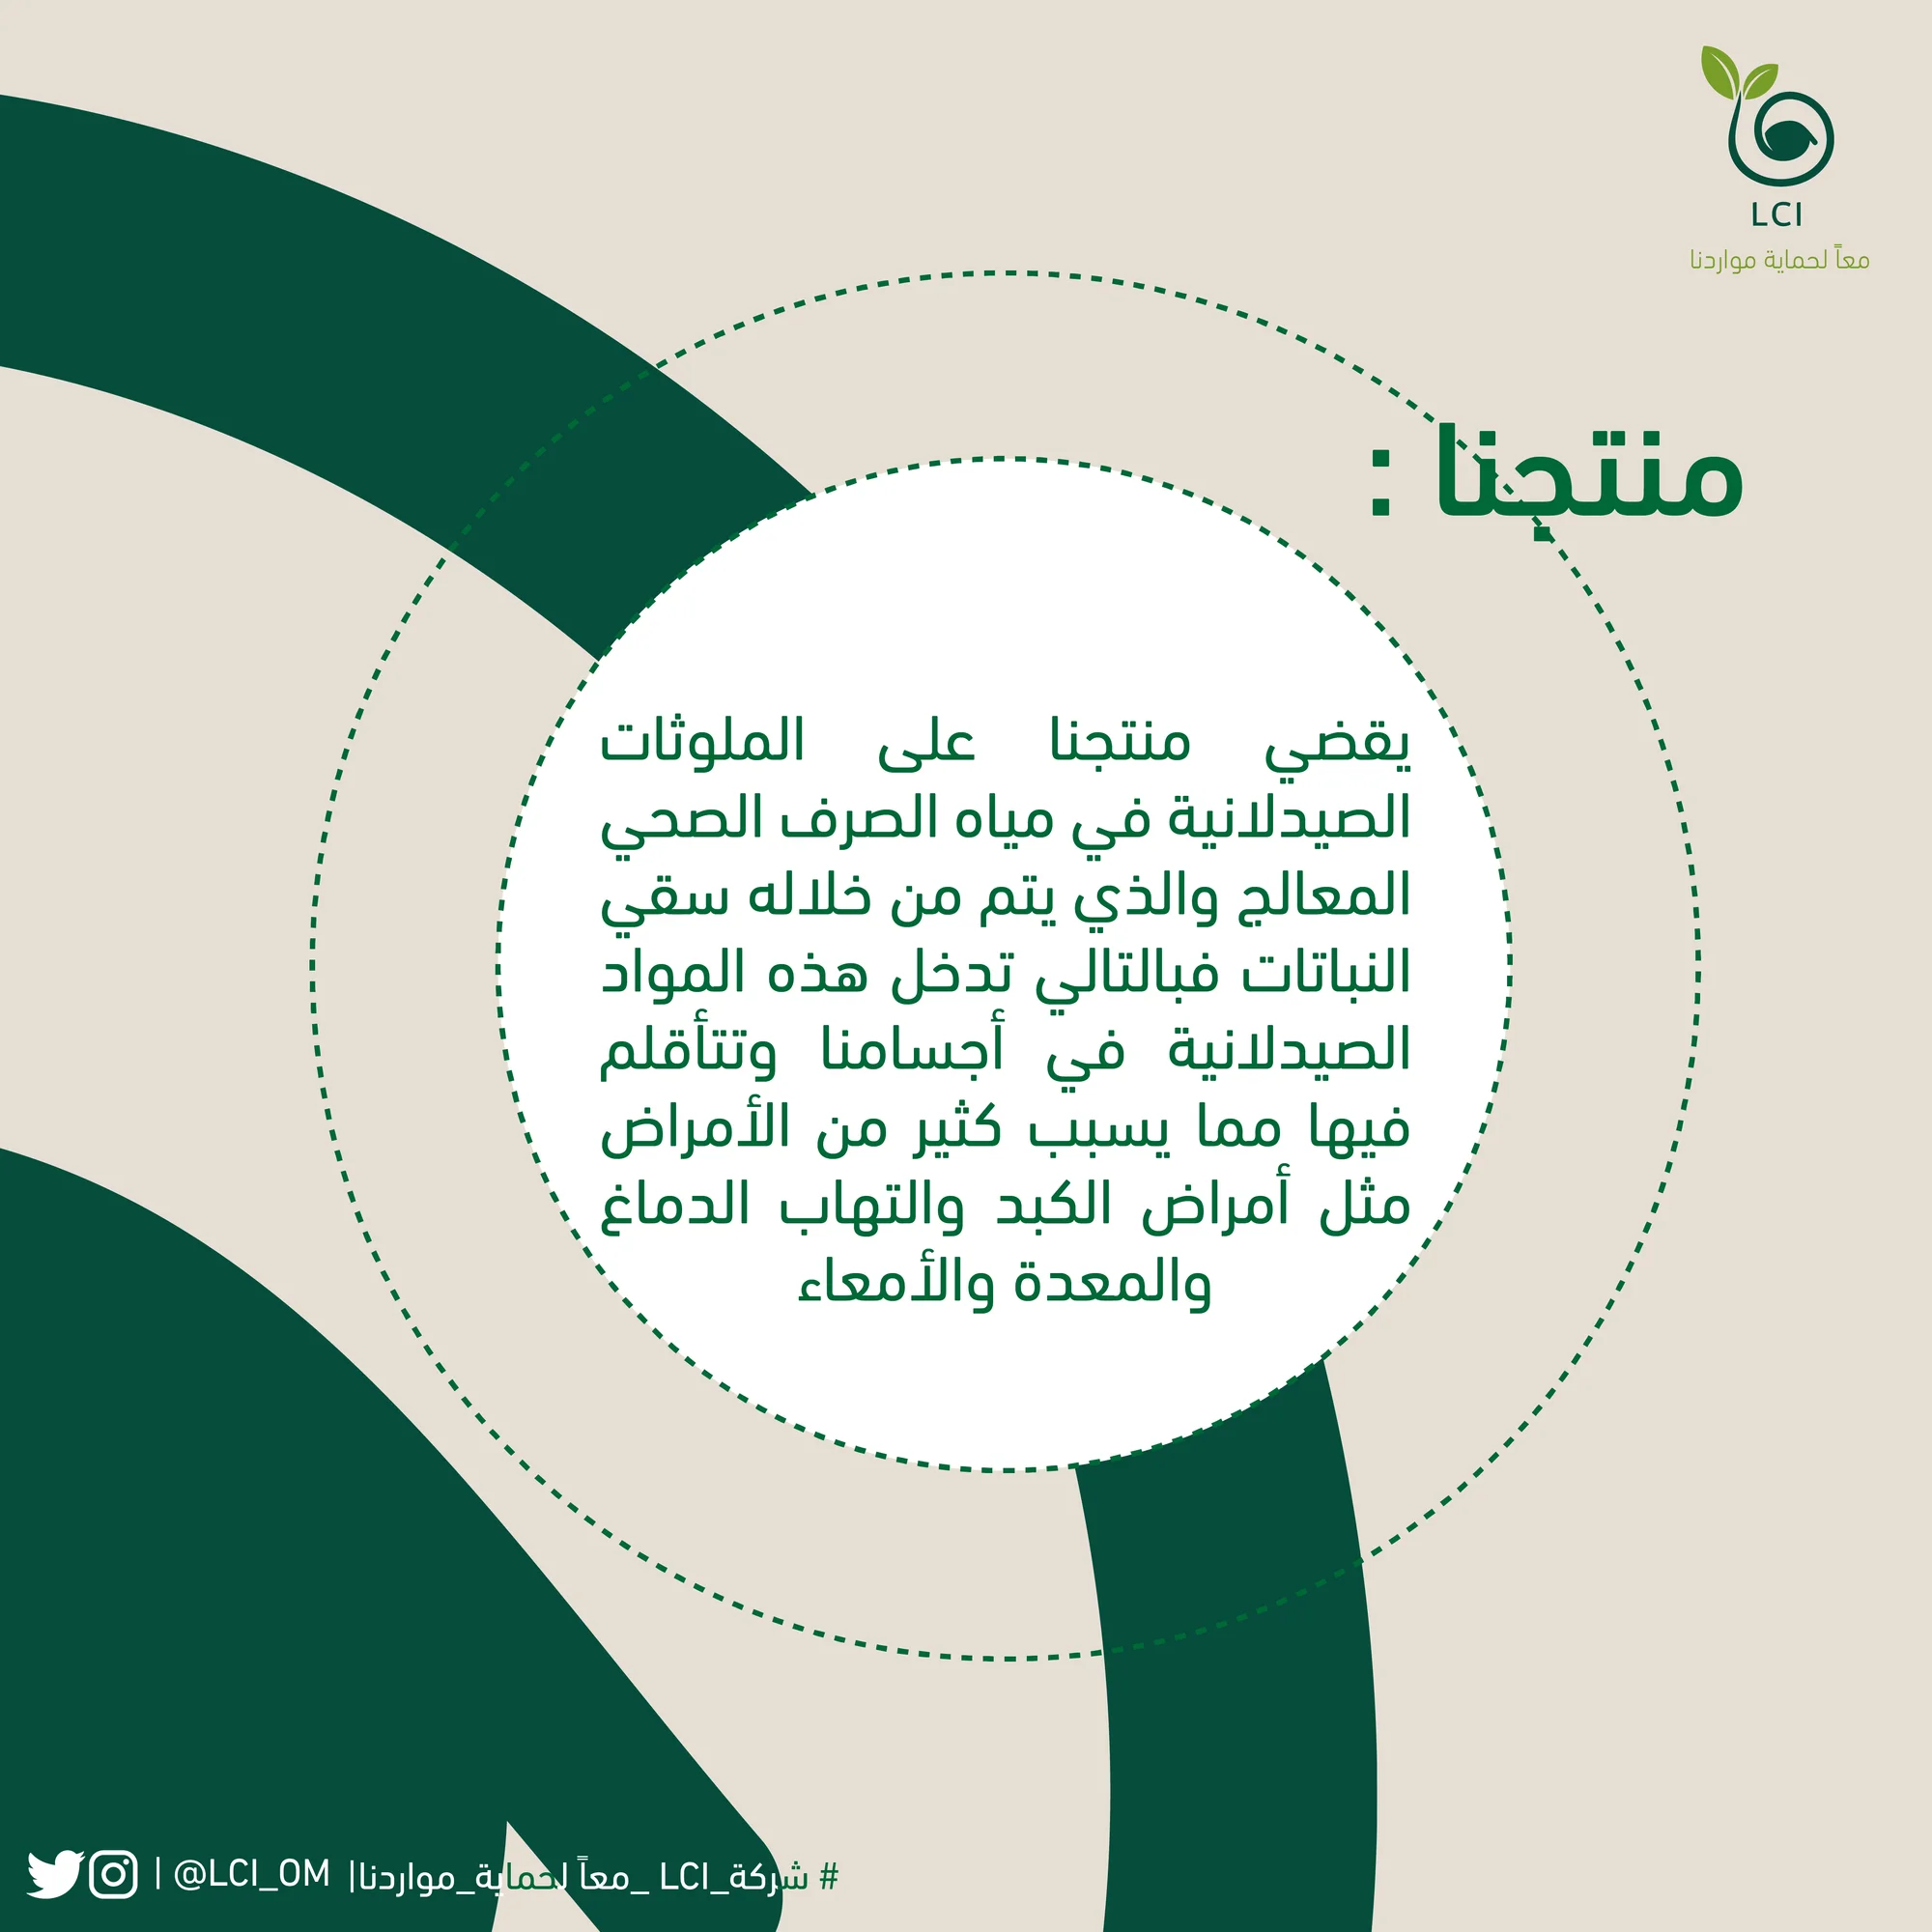 LCI
معاً لحماية مواردنا
منتجنا :
يقضي منتجنا على الملوثات
الصيدلانية في مياه الصرف الصحي
المعالج والذي يتم من خلاله سقي
النباتات فبالتالي تدخل هذه المواد
الصيدلانية في أجسامنا وتتأقلم
فيها مما يسبب كثير من الأمراض
مثل أمراض الكبد والتهاب الدماغ
والمعدة والأمعاء
# شركة_LCI _معاً لحماية_مواردنا| @LCI_OM |